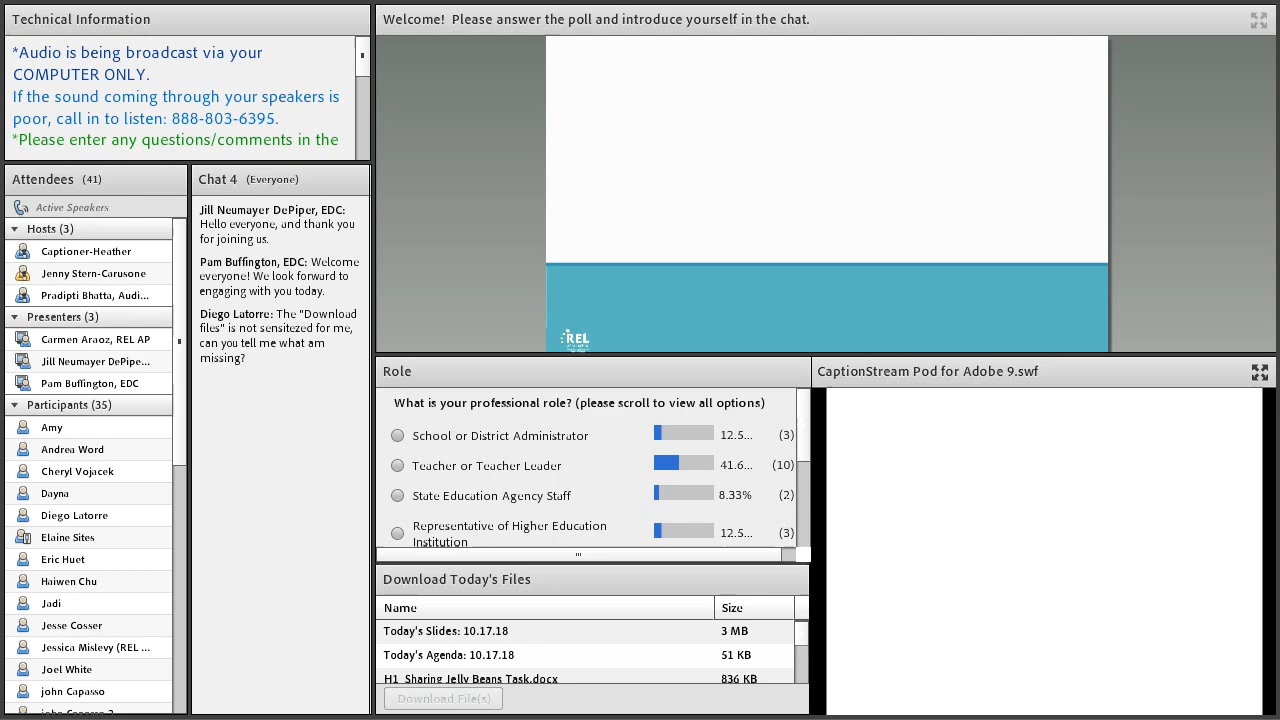 Technical Information
*Audio is being broadcast via your
COMPUTER ONLY.
If the sound coming through your speakers is
poor, call in to listen: 888-803-6395.
*Please enter any questions/comments in the
Attendees (41)
Active Speakers
Hosts (3)
Captioner-Heather
Jenny Stern-Carusone
Pradipti Bhatta, Audi...
Presenters (3)
Carmen Araoz, REL AP
Jill Neumayer DePipe...
Pam Buffington, EDC
Participants (35)
Amy
Andrea Word
Cheryl Vojacek
Dayna
Diego Latorre
Elaine Sites
Eric Huet
Haiwen Chu
Jadi
Jesse Cosser
Jessica Mislevy (REL ...
Joel White
john Capasso
john Capasso 2
Chat 4 (Everyone)
Jill Neumayer DePiper, EDC:
Hello everyone, and thank you
for joining us.
Pam Buffington, EDC: Welcome
everyone! We look forward to
engaging with you today.
Diego Latorre: The "Download
files" is not sensitezed for me,
can you tell me what am
missing?
Welcome! Please answer the poll and introduce yourself in the chat.
REL
Role
What is your professional role? (please scroll to view all options)
School or District Administrator 12.5... (3)
Teacher or Teacher Leader 41.6... (10)
State Education Agency Staff 8.33% (2)
Representative of Higher Education
Institution 12.5... (3)
Download Today's Files
Name Size
Today's Slides: 10.17.18 3 MB
Today's Agenda: 10.17.18 51 KB
H1_Sharing Jelly Beans Task.docx 836 KB
Download File(s)
CaptionStream Pod for Adobe 9.swf